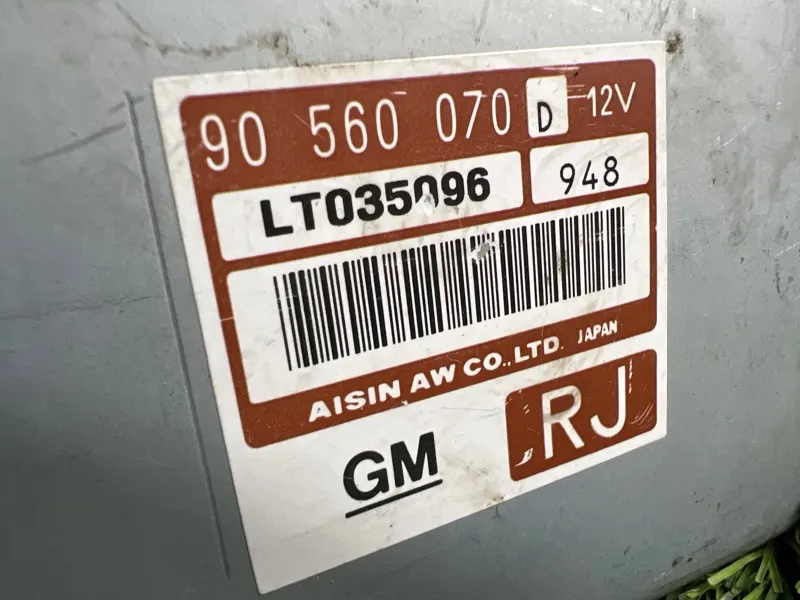 90 560 070 D 12V
LT035096 948
AISIN AW CO., LTD. JAPAN
GM RJ